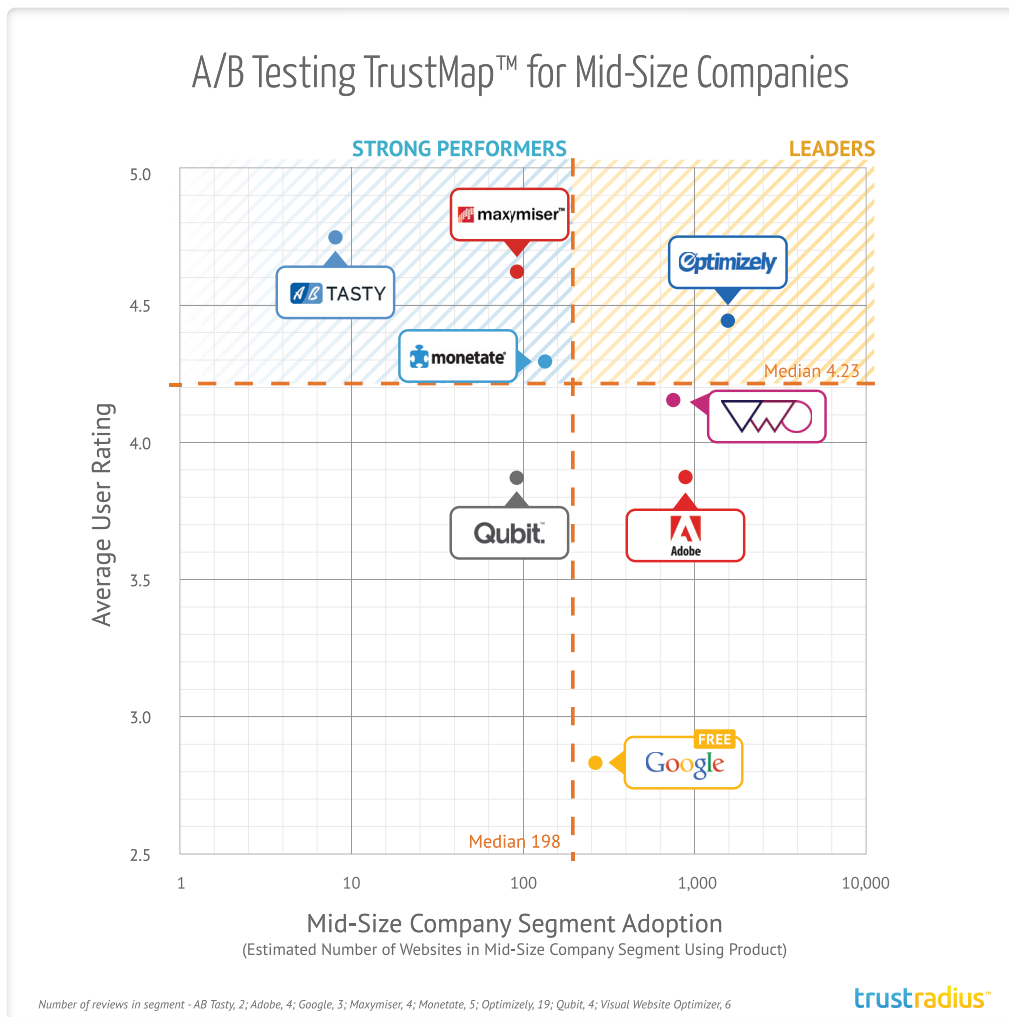 A/B Testing TrustMap™ for Mid-Size Companies
STRONG PERFORMERS
LEADERS
5.0
maxymiser™
Optimizely
AB TASTY
4.5
monetate®
Median 4.23
VWO
4.0
Qubit.™
Adobe
3.5
3.0
FREE
Google
Median 198
2.5
Average User Rating
1 10 100 1,000 10,000
Mid-Size Company Segment Adoption
(Estimated Number of Websites in Mid-Size Company Segment Using Product)
Number of reviews in segment - AB Tasty, 2; Adobe, 4; Google, 3; Maxymiser, 4; Monetate, 5; Optimizely, 19; Qubit, 4; Visual Website Optimizer, 6
trustradius™